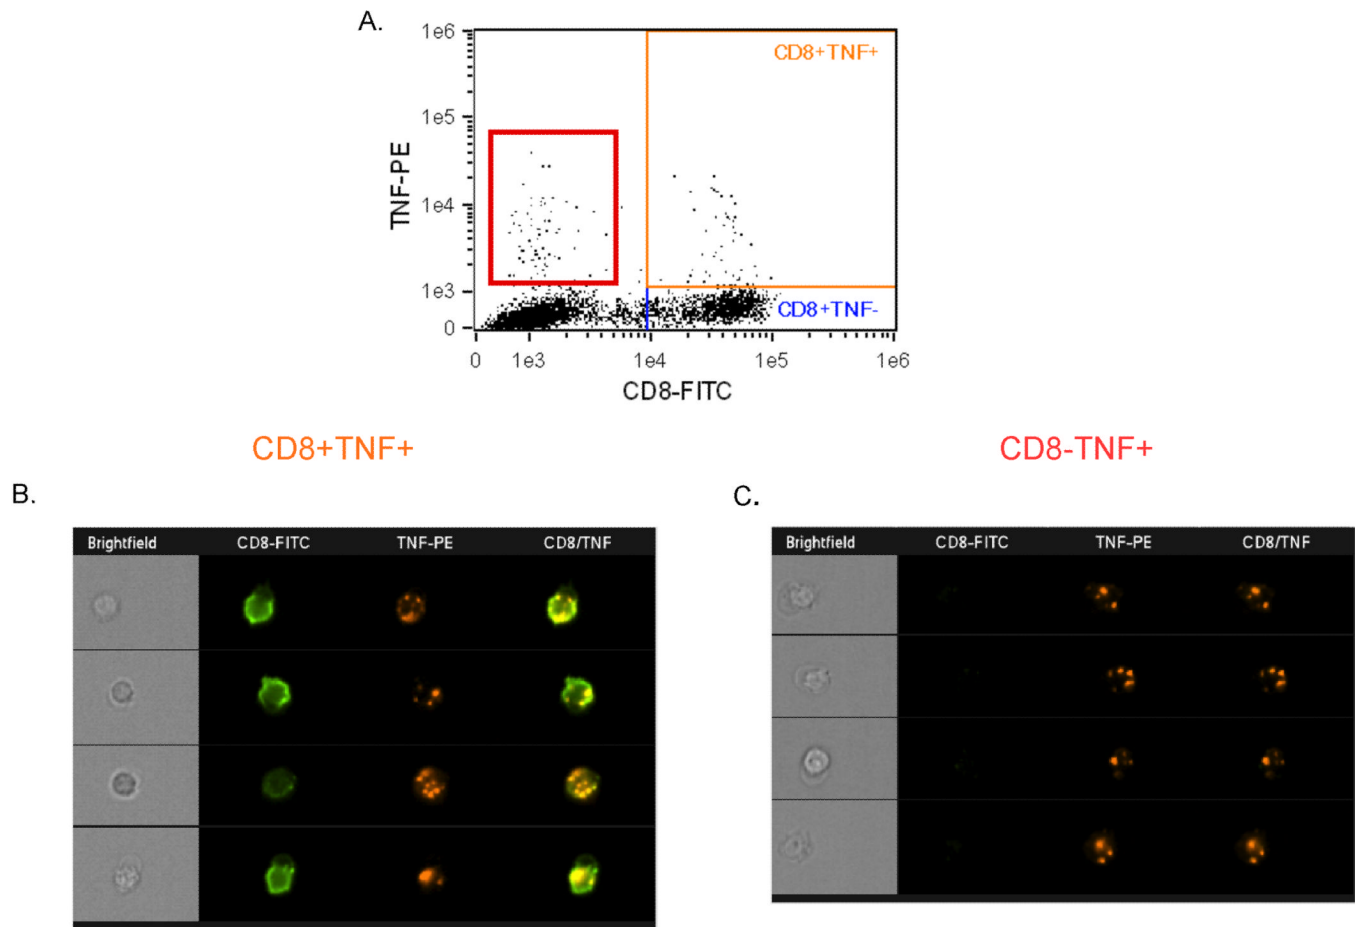 A.
1e6
CD8+TNF+
1e5
TNF-PE
1e4
1e3
CD8+TNF-
0
0 1e3 1e4 1e5 1e6
CD8-FITC
CD8+TNF+
CD8-TNF+
B.
C.
Brightfield CD8-FITC TNF-PE CD8/TNF
Brightfield CD8-FITC TNF-PE CD8/TNF